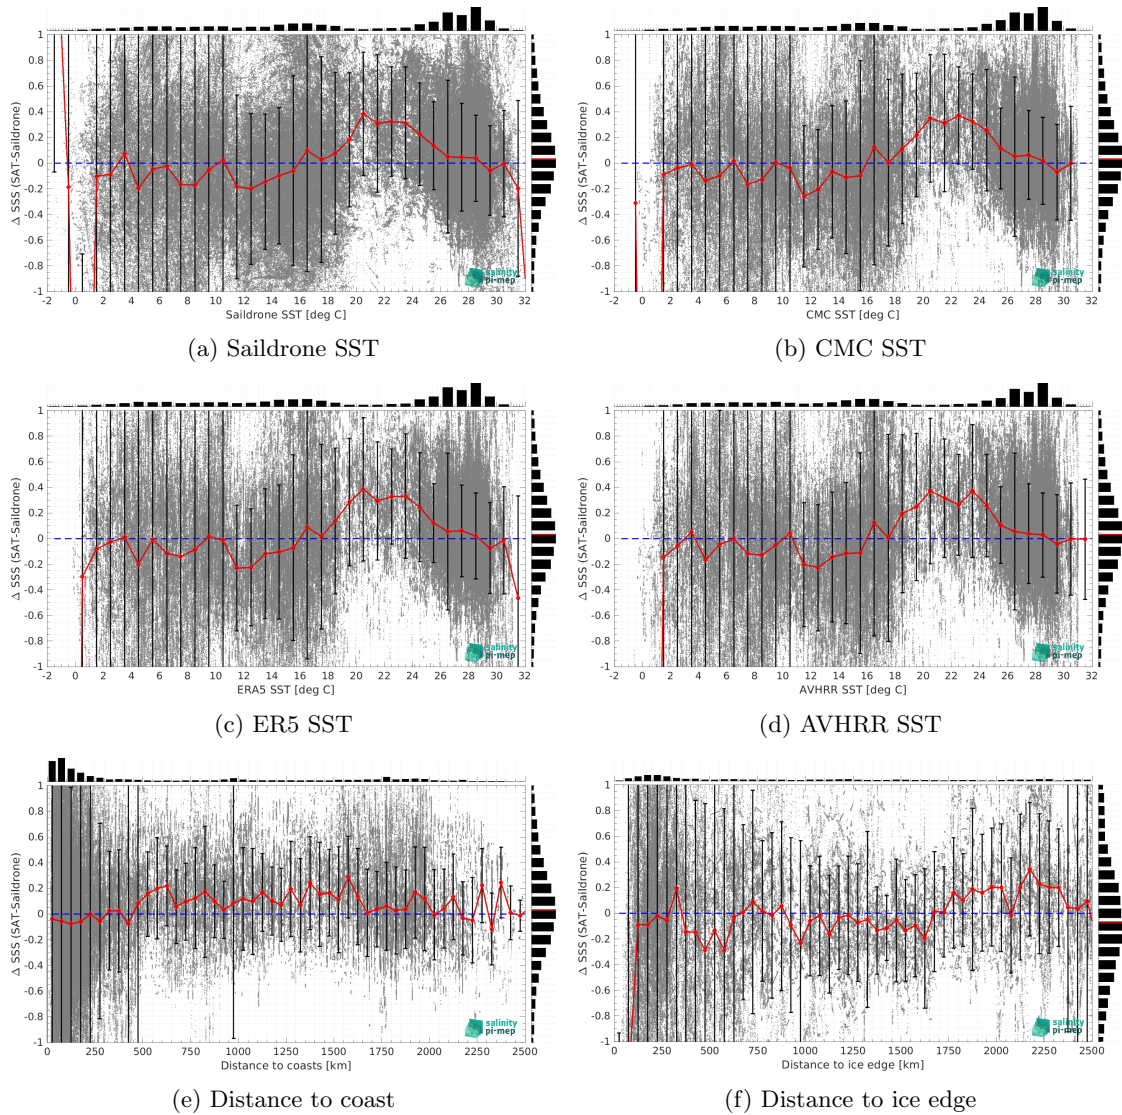 1
0.8
0.6
0.4
0.2
0
-0.2
-0.4
-0.6
-0.8
-1
Δ SSS (SAT-Saildrone)
salinity
pi-mep
-2 0 2 4 6 8 10 12 14 16 18 20 22 24 26 28 30 32
Saildrone SST [deg C]
(a) Saildrone SST
1
0.8
0.6
0.4
0.2
0
-0.2
-0.4
-0.6
-0.8
-1
Δ SSS (SAT-Saildrone)
salinity
pi-mep
-2 0 2 4 6 8 10 12 14 16 18 20 22 24 26 28 30 32
CMC SST [deg C]
(b) CMC SST
1
0.8
0.6
0.4
0.2
0
-0.2
-0.4
-0.6
-0.8
-1
Δ SSS (SAT-Saildrone)
salinity
pi-mep
-2 0 2 4 6 8 10 12 14 16 18 20 22 24 26 28 30 32
ERA5 SST [deg C]
(c) ER5 SST
1
0.8
0.6
0.4
0.2
0
-0.2
-0.4
-0.6
-0.8
-1
Δ SSS (SAT-Saildrone)
salinity
pi-mep
-2 0 2 4 6 8 10 12 14 16 18 20 22 24 26 28 30 32
AVHRR SST [deg C]
(d) AVHRR SST
1
0.8
0.6
0.4
0.2
0
-0.2
-0.4
-0.6
-0.8
-1
Δ SSS (SAT-Saildrone)
salinity
pi-mep
0 250 500 750 1000 1250 1500 1750 2000 2250 2500
Distance to coasts [km]
(e) Distance to coast
1
0.8
0.6
0.4
0.2
0
-0.2
-0.4
-0.6
-0.8
-1
Δ SSS (SAT-Saildrone)
salinity
pi-mep
0 250 500 750 1000 1250 1500 1750 2000 2250 2500
Distance to ice edge [km]
(f) Distance to ice edge